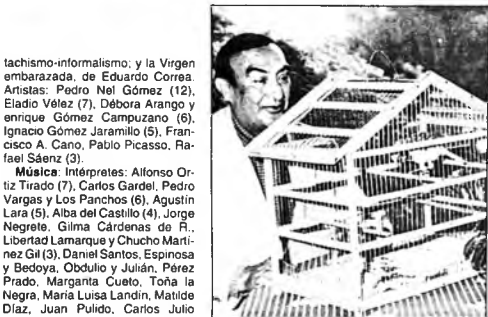 tachismo-informalismo; y la Virgen
embarazada, de Eduardo Correa.
Artistas: Pedro Nel Gómez (12),
Eladio Vélez (7), Débora Arango y
enrique Gómez Campuzano (6),
Ignacio Gómez Jaramillo (5), Fran-
cisco A. Cano, Pablo Picasso, Ra-
fael Sáenz (3).
Música: Intérpretes: Alfonso Or-
tiz Tirado (7), Carlos Gardel, Pedro
Vargas y Los Panchos (6), Agustín
Lara (5), Alba del Castillo (4), Jorge
Negrete, Gilma Cárdenas de R.,
Libertad Lamarque y Chucho Martí-
nez Gil (3), Daniel Santos, Espinosa
y Bedoya, Obdulio y Julián, Pérez
Prado, Margarita Cueto, Toña la
Negra, María Luisa Landín, Matilde
Díaz, Juan Pulido, Carlos Julio